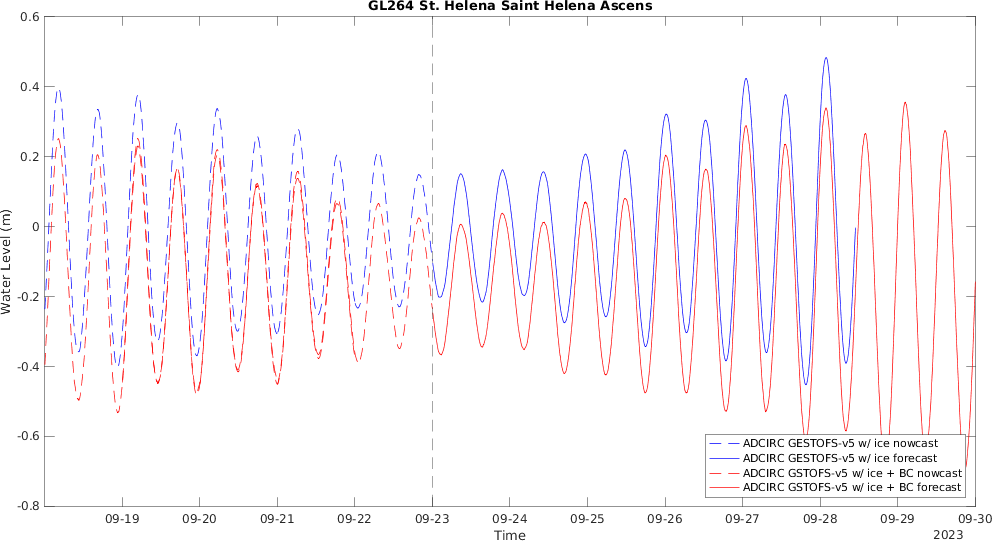 GL264 St. Helena Saint Helena Ascens
0.6
0.4
0.2
0
-0.2
-0.4
-0.6
-0.8
Water Level (m)
ADCIRC GESTOFS-v5 w/ ice nowcast
ADCIRC GESTOFS-v5 w/ ice forecast
ADCIRC GSTOFS-v5 w/ ice + BC nowcast
ADCIRC GSTOFS-v5 w/ ice + BC forecast
09-19 09-20 09-21 09-22 09-23 09-24 09-25 09-26 09-27 09-28 09-29 09-30
Time
2023